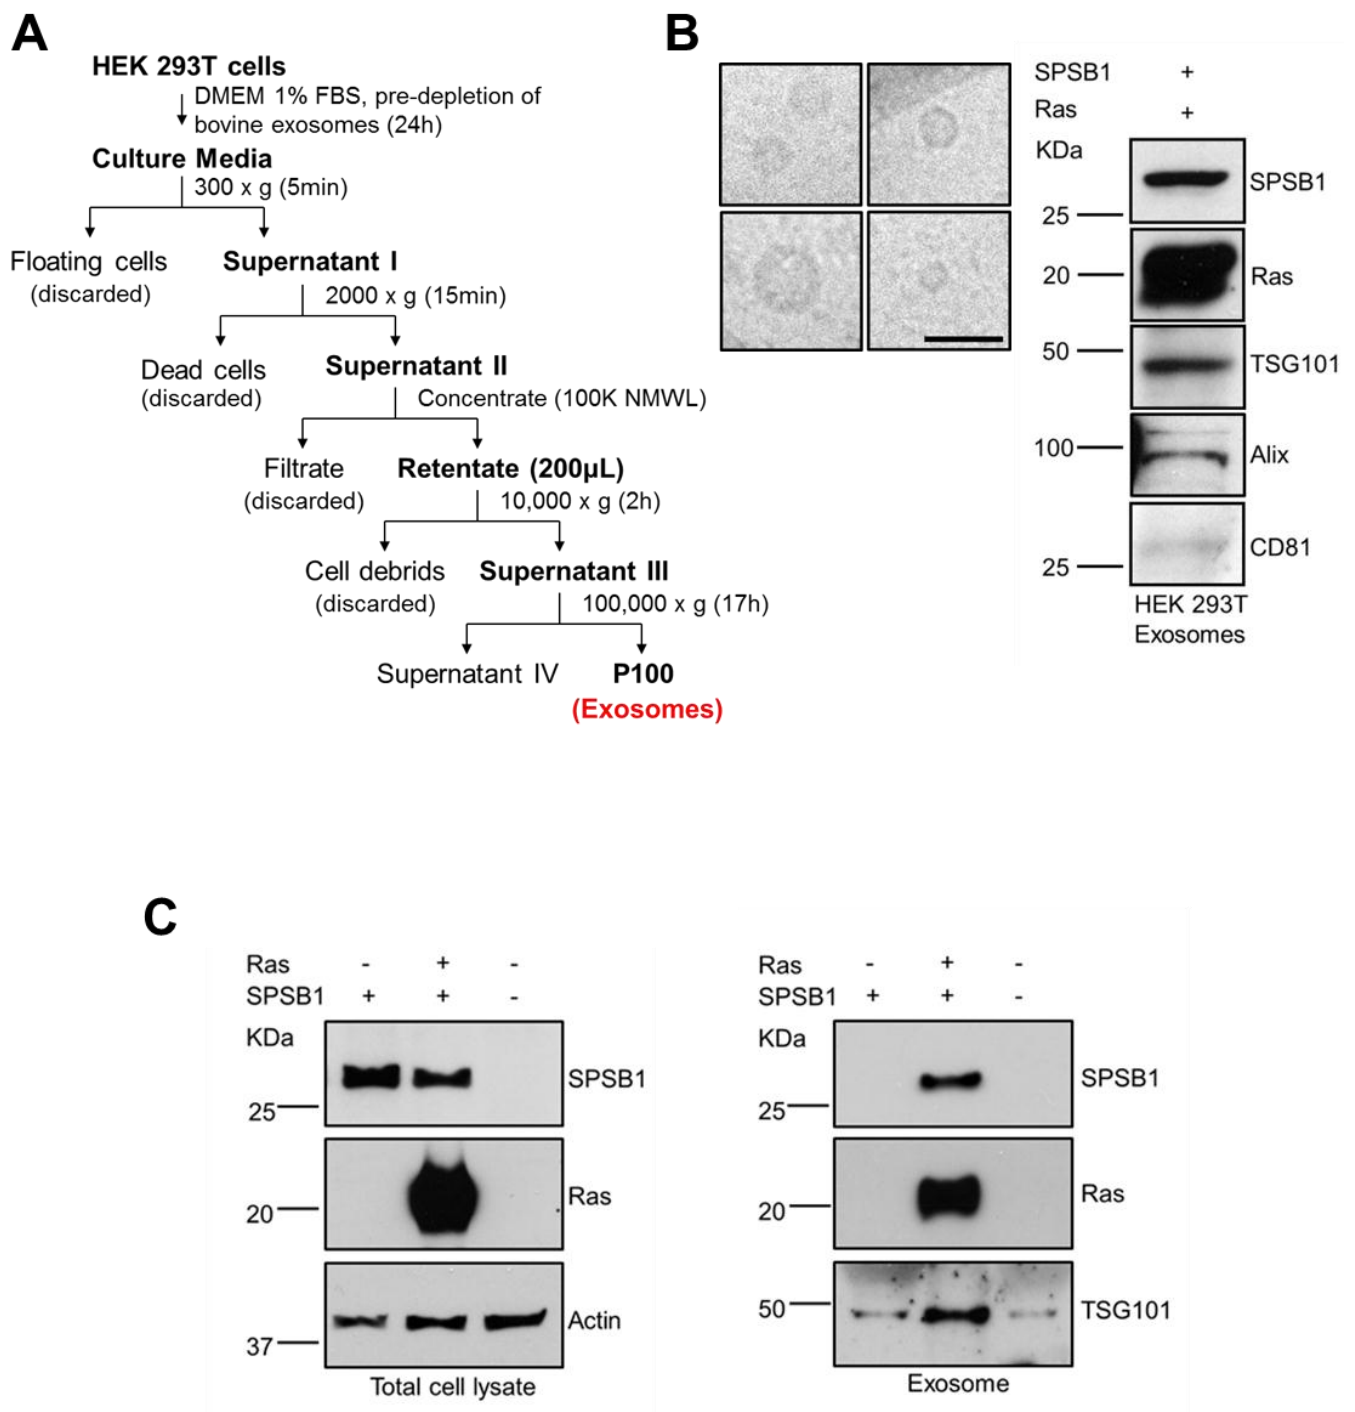 A
HEK 293T cells
DMEM 1% FBS, pre-depletion of
bovine exosomes (24h)
Culture Media
300 x g (5min)
Floating cells
(discarded)
Supernatant I
2000 x g (15min)
Dead cells
(discarded)
Supernatant II
Concentrate (100K NMWL)
Filtrate
(discarded)
Retentate (200µL)
10,000 x g (2h)
Cell debrids
(discarded)
Supernatant III
100,000 x g (17h)
Supernatant IV
P100
(Exosomes)
B
SPSB1 +
Ras +
KDa
SPSB1
25
20
Ras
50
TSG101
100
Alix
CD81
25
HEK 293T
Exosomes
C
Ras - + -
SPSB1 + + -
KDa
SPSB1
25
Ras
20
Actin
37
Total cell lysate
Ras - + -
SPSB1 + + -
KDa
SPSB1
25
Ras
20
50
TSG101
Exosome